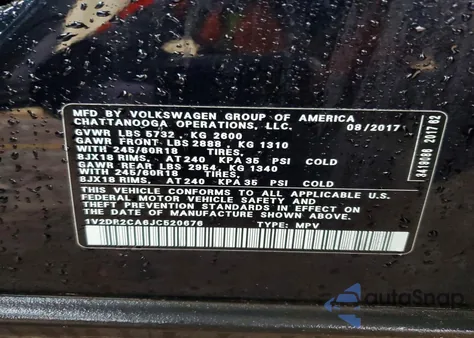 MFD BY VOLKSWAGEN GROUP OF AMERICA
CHATTANOOGA OPERATIONS, LLC. 08/2017
GVWR LBS 5732 , KG 2600
GAWR FRONT LBS 2888 , KG 1310
WITH 245/60R18 TIRES,
8JX18 RIMS, AT240 KPA 35 PSI COLD
GAWR REAR LBS 2954, KG 1340
WITH 245/60R18 TIRES,
8JX18 RIMS, AT240 KPA 35 PSI COLD
THIS VEHICLE CONFORMS TO ALL APPLICABLE U.S.
FEDERAL MOTOR VEHICLE SAFETY AND THEFT
PREVENTION STANDARDS IN EFFECT ON
THE DATE OF MANUFACTURE SHOWN ABOVE.
1V2DR2CA6JC520676 TYPE: MPV
2017 62
autoSnap